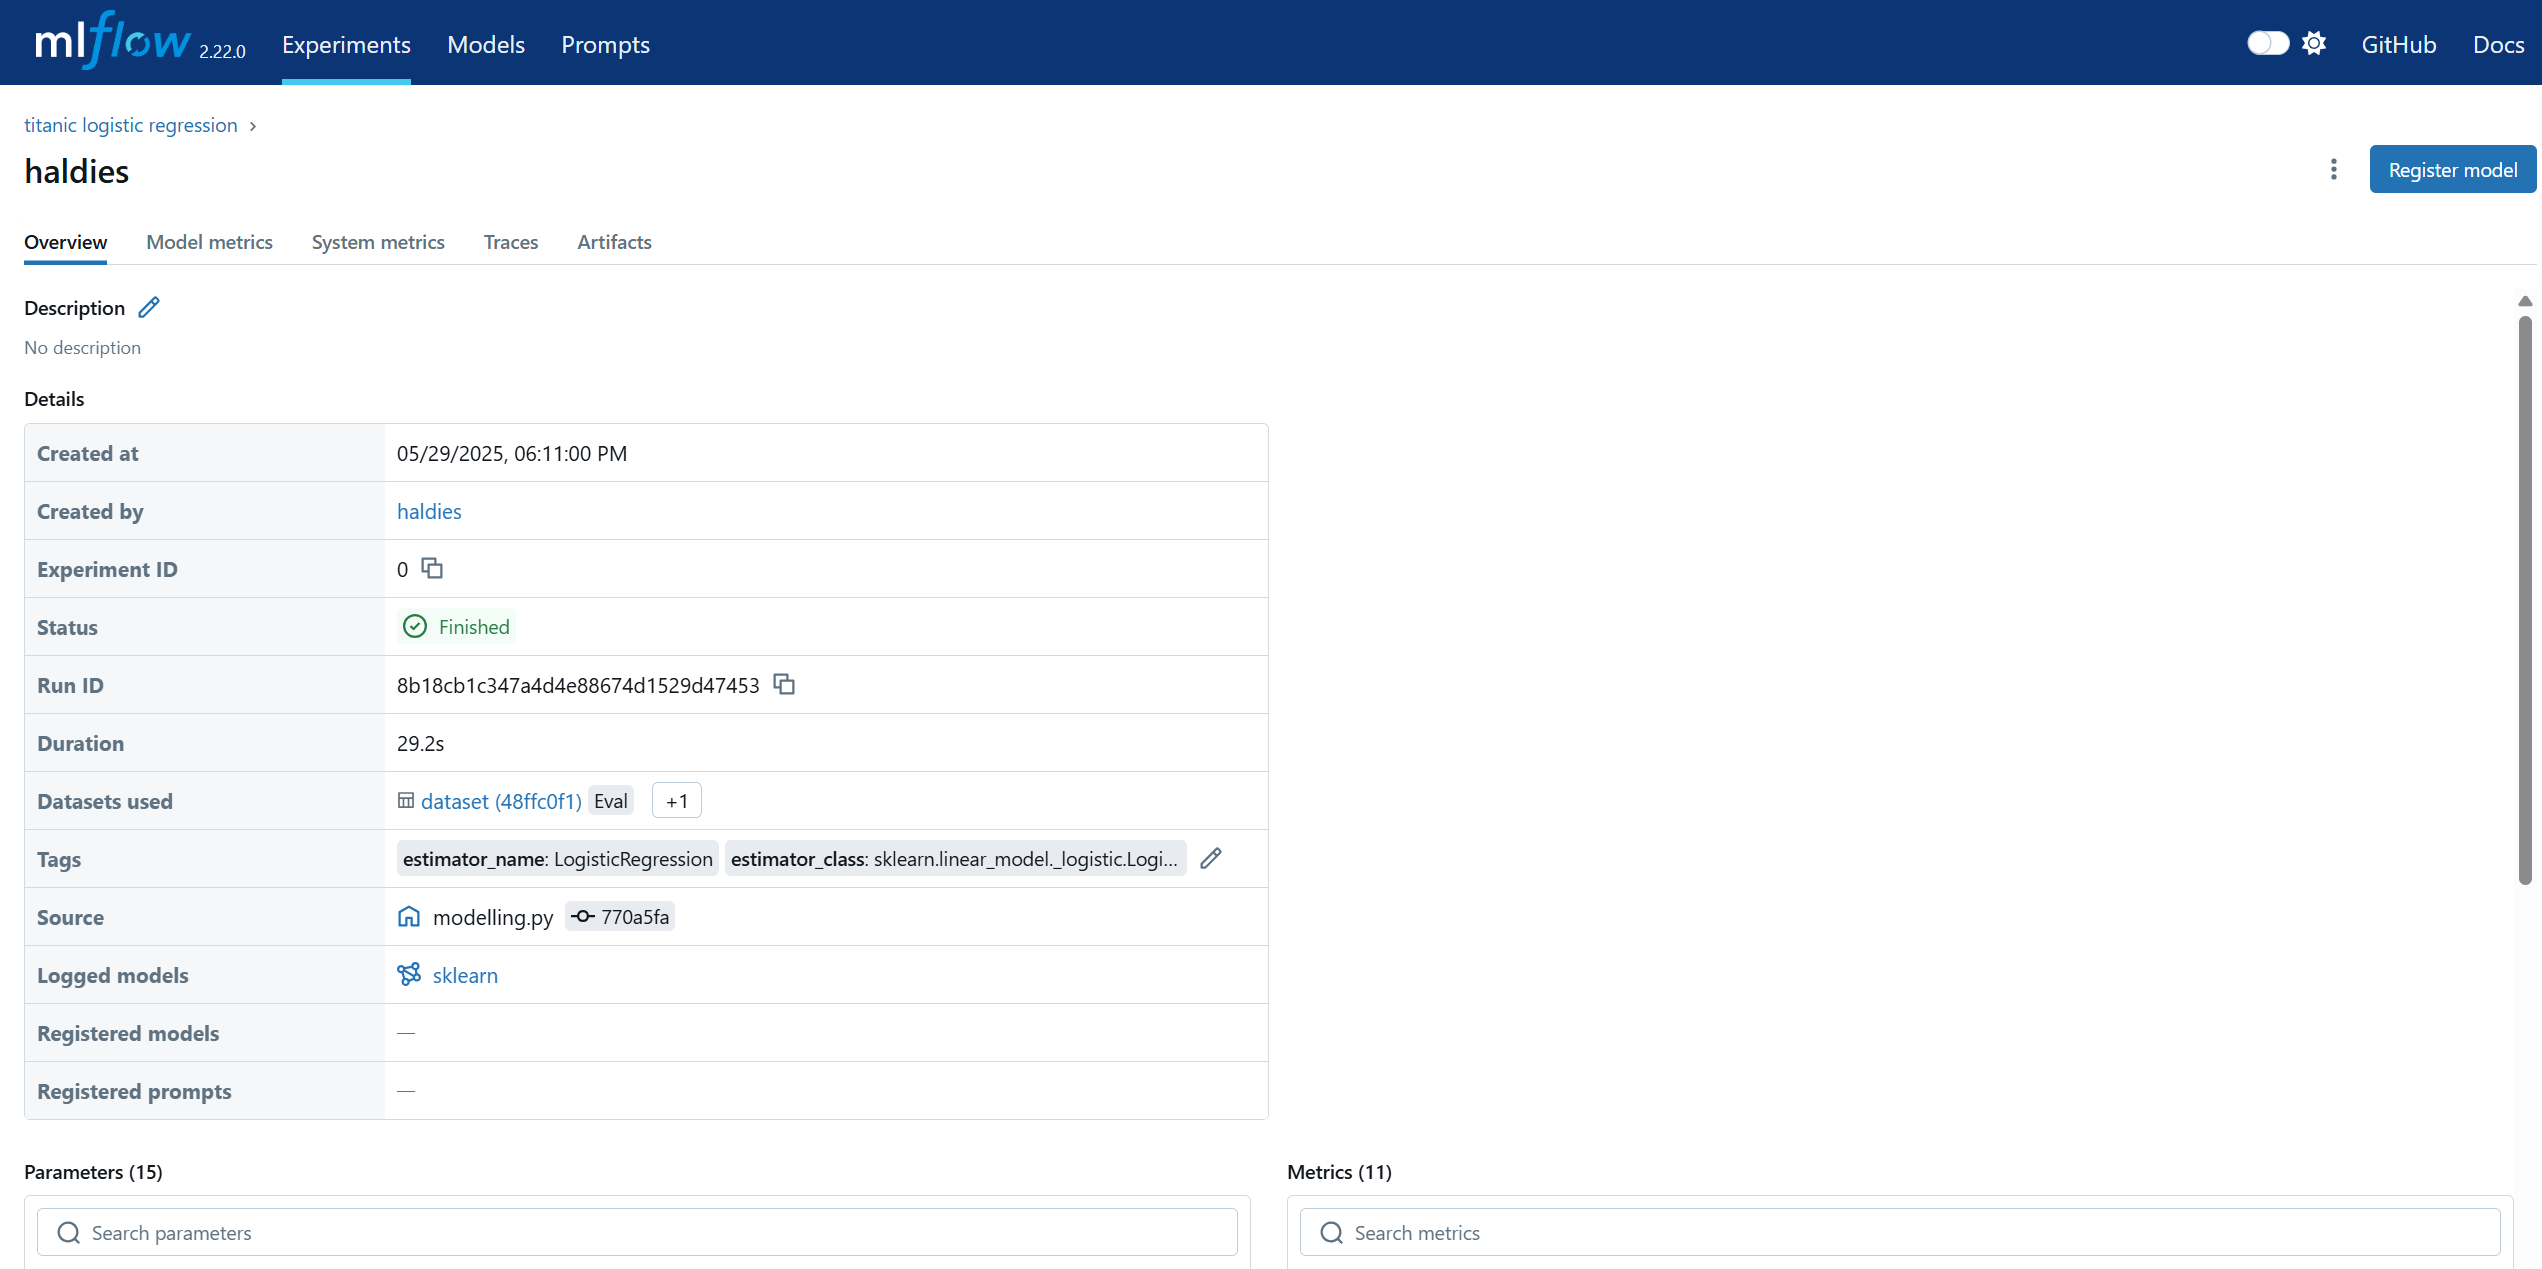 mlflow 2.22.0 Experiments Models Prompts GitHub Docs
titanic logistic regression
haldies
Register model
Overview Model metrics System metrics Traces Artifacts
Description
No description
Details
Created at 05/29/2025, 06:11:00 PM
Created by haldies
Experiment ID 0
Status Finished
Run ID 8b18cb1c347a4d4e88674d1529d47453
Duration 29.2s
Datasets used dataset (48ffc0f1) Eval +1
Tags estimator_name: LogisticRegression estimator_class: sklearn.linear_model._logistic.Logi...
Source modelling.py 770a5fa
Logged models sklearn
Registered models —
Registered prompts —
Parameters (15) Metrics (11)
Search parameters Search metrics